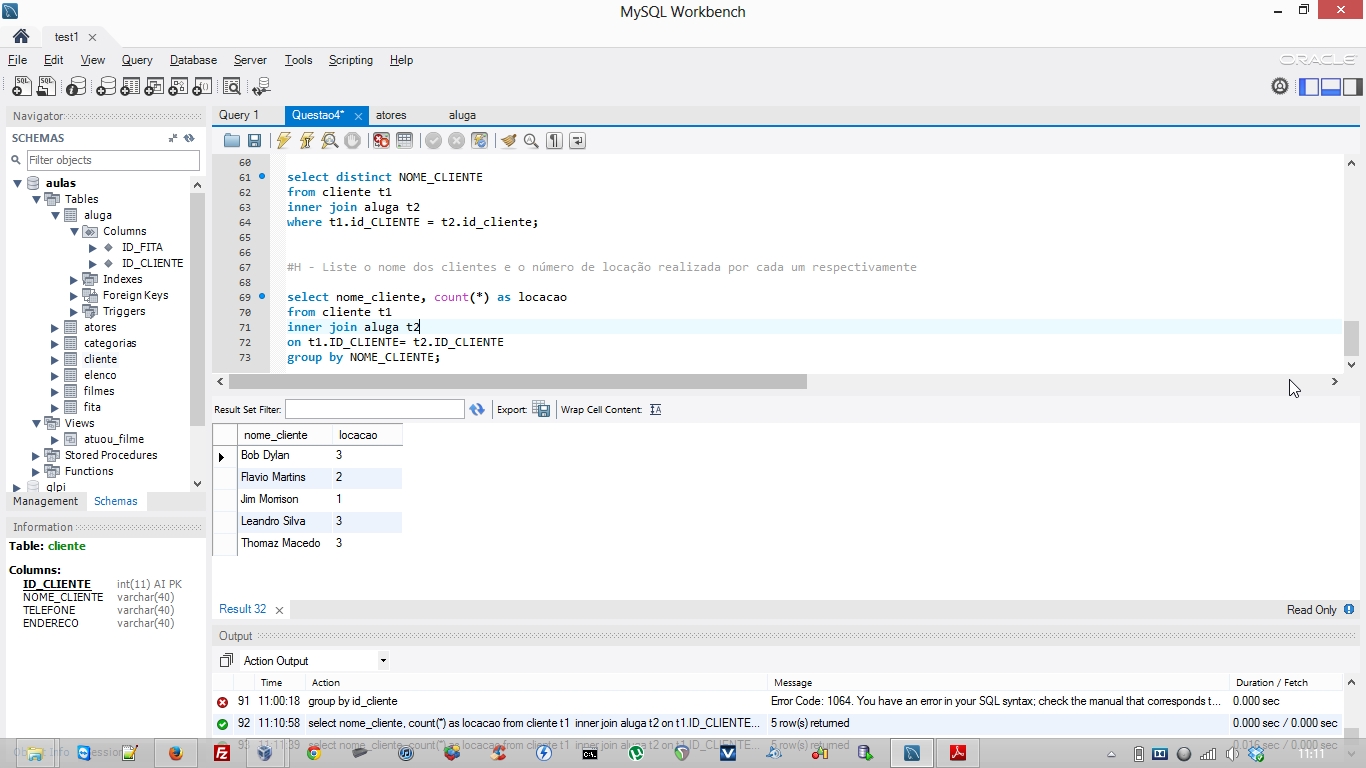 MySQL Workbench
test1
File Edit View Query Database Server Tools Scripting Help
ORACLE
Navigator
SCHEMAS
Filter objects
aulas
Tables
aluga
Columns
ID_FITA
ID_CLIENTE
Indexes
Foreign Keys
Triggers
atores
categorias
cliente
elenco
filmes
fita
Views
atuou_filme
Stored Procedures
Functions
glpi
Management Schemas
Information
Table: cliente
Columns:
ID_CLIENTE int(11) AI PK
NOME_CLIENTE varchar(40)
TELEFONE varchar(40)
ENDERECO varchar(40)
Object Info Session
Query 1 Questao4* atores aluga
60
61 select distinct NOME_CLIENTE
62 from cliente t1
63 inner join aluga t2
64 where t1.id_CLIENTE = t2.id_cliente;
65
66
67 #H - Liste o nome dos clientes e o número de locação realizada por cada um respectivamente
68
69 select nome_cliente, count(*) as locacao
70 from cliente t1
71 inner join aluga t2
72 on t1.ID_CLIENTE= t2.ID_CLIENTE
73 group by NOME_CLIENTE;
Result Set Filter: Export: Wrap Cell Content:
nome_cliente locacao
Bob Dylan 3
Flavio Martins 2
Jim Morrison 1
Leandro Silva 3
Thomaz Macedo 3
Result 32 Read Only
Output
Action Output
Time Action Message Duration / Fetch
91 11:00:18 group by id_cliente Error Code: 1064. You have an error in your SQL syntax; check the manual that corresponds t... 0.000 sec
92 11:10:58 select nome_cliente, count(*) as locacao from cliente t1 inner join aluga t2 on t1.ID_CLIENTE... 5 row(s) returned 0.000 sec / 0.000 sec
93 11:11:39 select nome_cliente, count(*) as locacao from cliente t1 inner join aluga t2 on t1.ID_CLIENTE... 5 row(s) returned 0.016 sec / 0.000 sec
11:11